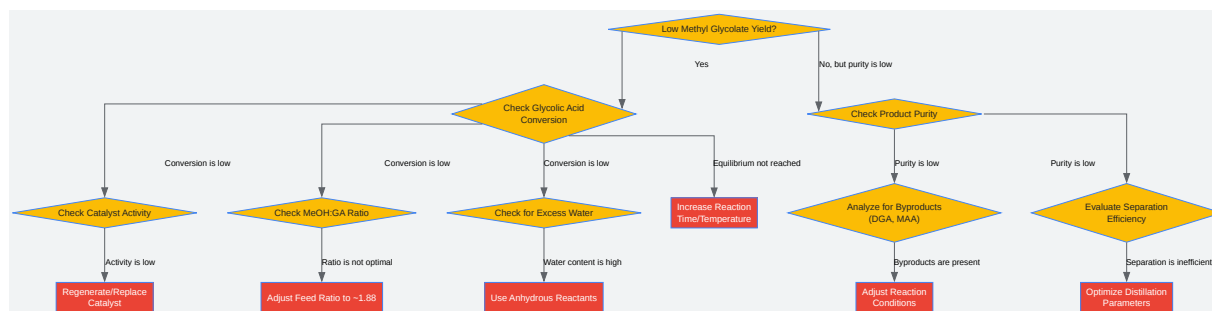 Low Methyl Glycolate Yield?
Yes
No, but purity is low
Check Glycolic Acid
Conversion
Check Product Purity
Conversion is low
Conversion is low
Conversion is low
Equilibrium not reached
Purity is low
Purity is low
Check Catalyst Activity
Check MeOH:GA Ratio
Check for Excess Water
Increase Reaction
Time/Temperature
Analyze for Byproducts
(DGA, MAA)
Evaluate Separation
Efficiency
Activity is low
Ratio is not optimal
Water content is high
Byproducts are present
Separation is inefficient
Regenerate/Replace
Catalyst
Adjust Feed Ratio to ~1.88
Use Anhydrous Reactants
Adjust Reaction
Conditions
Optimize Distillation
Parameters